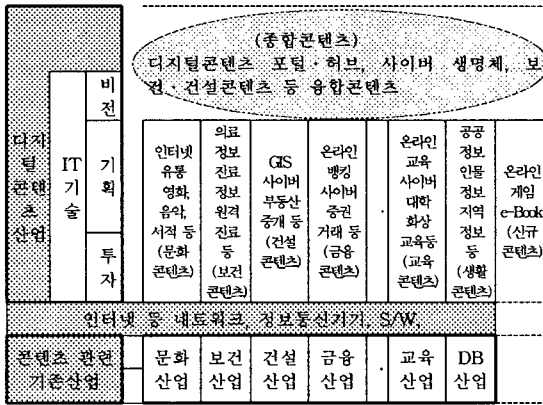 (종합콘텐츠)
디지털콘텐츠 포털·허브, 사이버 생명체, 보
건·건설콘텐츠 등 융합콘텐츠
디지
털
콘텐
츠
산업
IT
기
술
비
전
기
획
투
자
인터넷
유통
영화,
음악,
서적 등
(문화
콘텐츠)
의료
정보
진료
정보
원격
진료
등
(보건
콘텐츠)
GIS
사이버
부동산
중개 등
(건설
콘텐츠)
온라인
뱅킹
사이버
증권
거래 등
(금융
콘텐츠)
온라인
교육
사이버
대학
화상
교육등
(교육
콘텐츠)
공공
정보
인물
정보
지역
정보
등
(생활
콘텐츠)
온라인
게임
e-Book
(신규
콘텐츠)
인터넷 등 네트워크, 정보통신기기, S/W,
콘텐츠 관련
기존산업
문화
산업
보건
산업
건설
산업
금융
산업
교육
산업
DB
산업